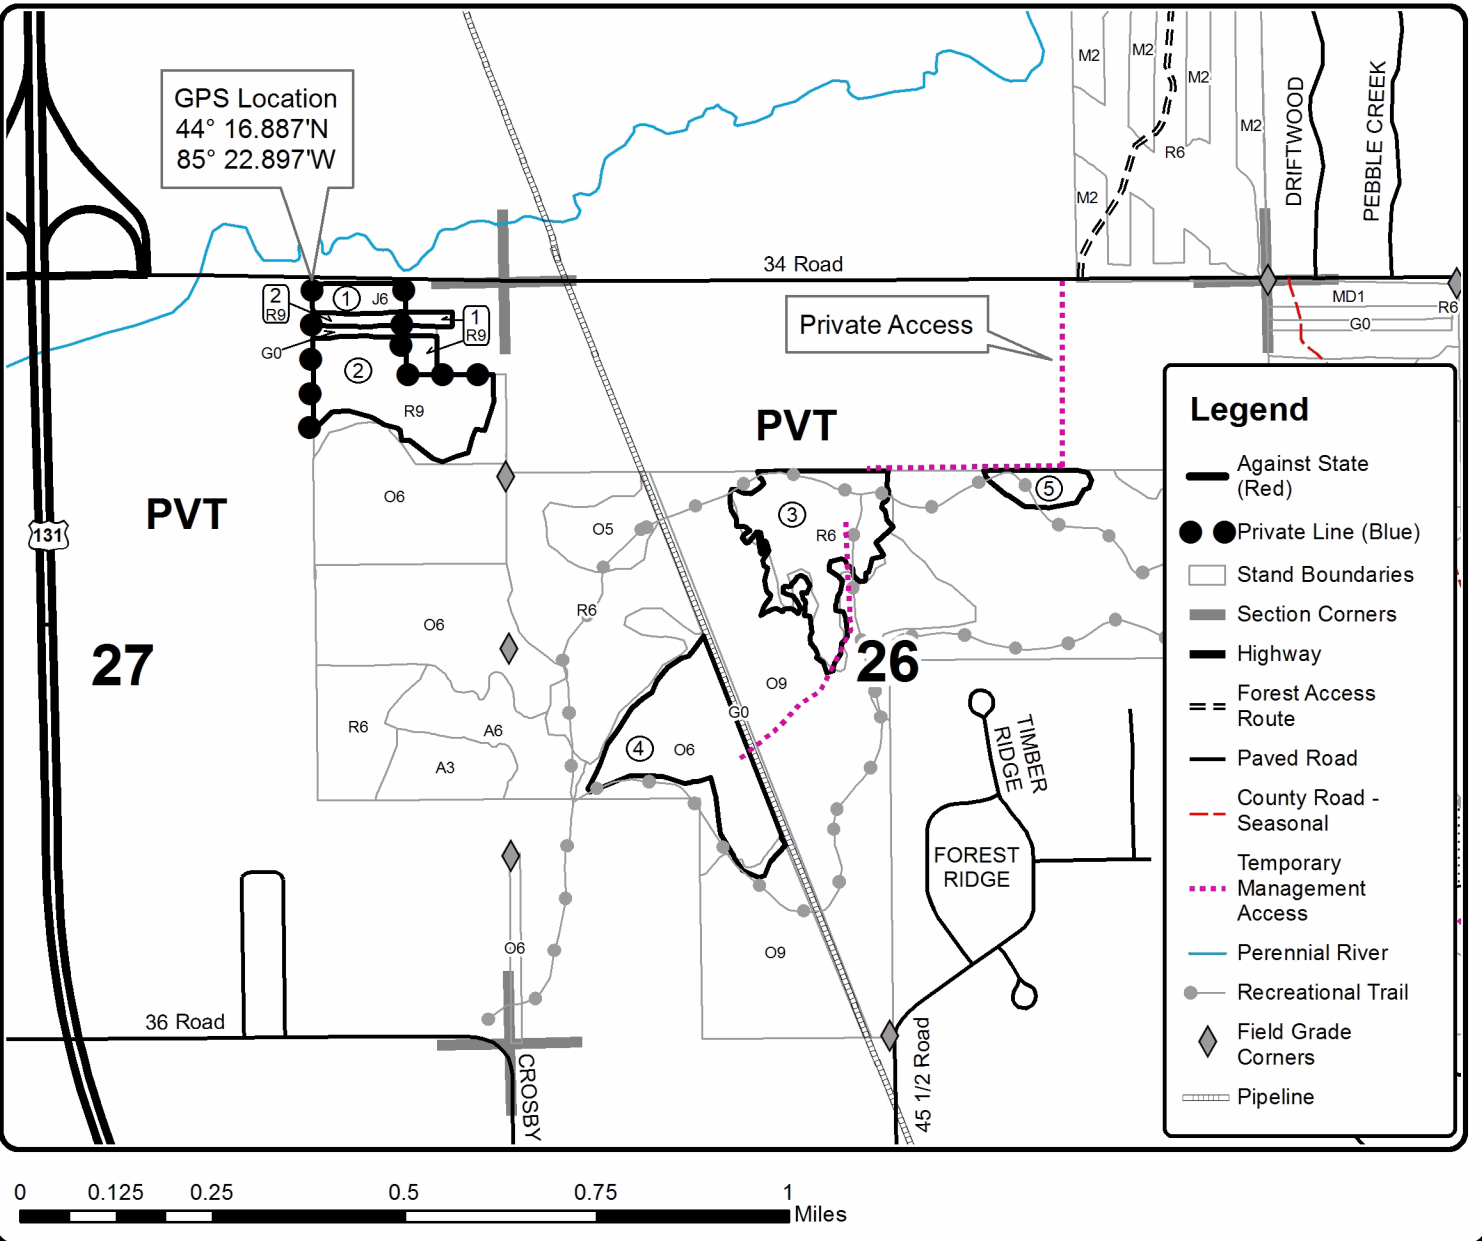 GPS Location
44° 16.887'N
85° 22.897'W
M2
M2
M2
M2
R6
M2
DRIFTWOOD
PEBBLE CREEK
34 Road
2
R9
1
J6
1
R9
G0
2
R9
Private Access
MD1
R6
G0
PVT
PVT
131
O6
O5
3
R6
5
O6
R6
27
26
O9
R6
A6
A3
4
O6
G0
TIMBER
RIDGE
FOREST
RIDGE
O6
O9
36 Road
CROSBY
45 1/2 Road
Legend
Against State
(Red)
Private Line (Blue)
Stand Boundaries
Section Corners
Highway
Forest Access
Route
Paved Road
County Road -
Seasonal
Temporary
Management
Access
Perennial River
Recreational Trail
Field Grade
Corners
Pipeline
0 0.125 0.25 0.5 0.75 1
Miles